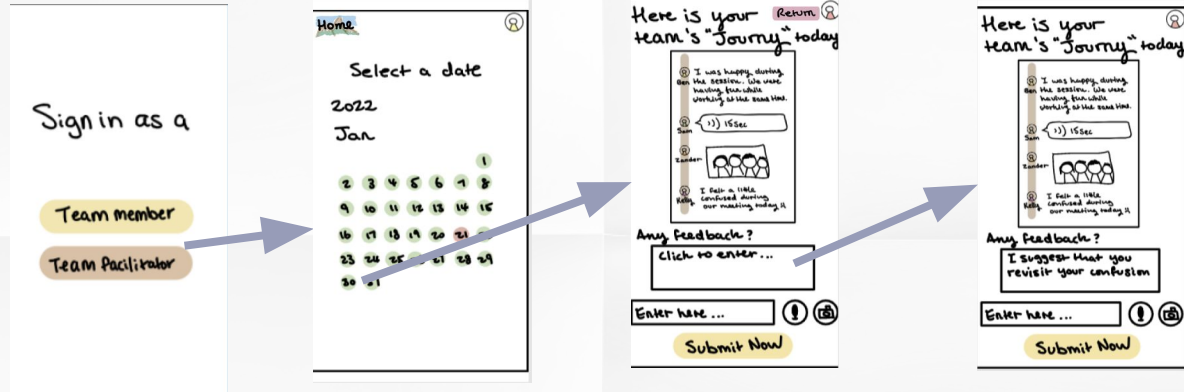 Sign in as a
Team member
Team facilitator
Home
Select a date
2022
Jan
1
2 3 4 5 6 7 8
9 10 11 12 13 14 15
16 17 18 19 20 21
23 24 25 27 28 29
30 31
Return
Here is your
team's "Journy" today
Ben
I was happy during
the session. We were
having fun while
working at the same time.
Sam
))) 15sec
Zander
Kelly
I felt a little
confused during
our meeting today :(
Any feedback?
Click to enter...
Enter here ...
Submit Now
Here is your
team's "Journy" today
Ben
I was happy during
the session. We were
having fun while
working at the same time.
Sam
))) 15sec
Zander
Kelly
I felt a little
confused during
our meeting today :(
Any feedback?
I suggest that you
revisit your confusion
Enter here ...
Submit Now